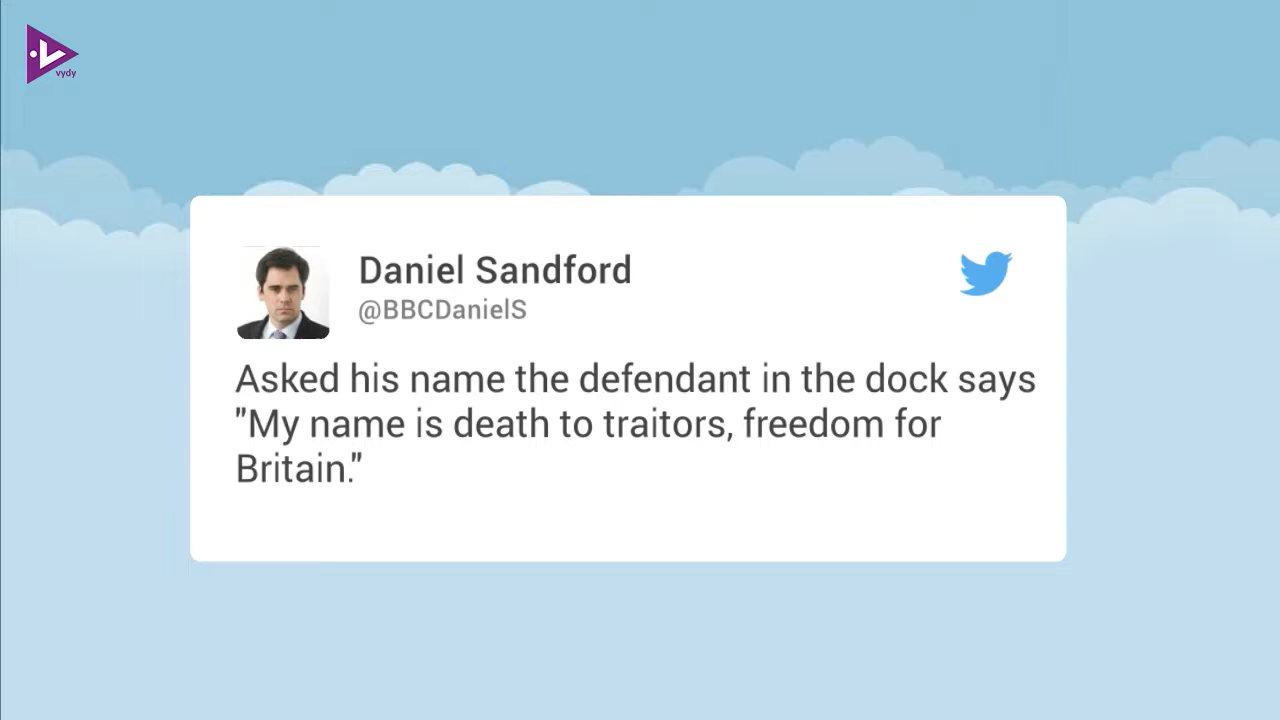 vydy
Daniel Sandford
@BBCDanielS
Asked his name the defendant in the dock says
"My name is death to traitors, freedom for
Britain."